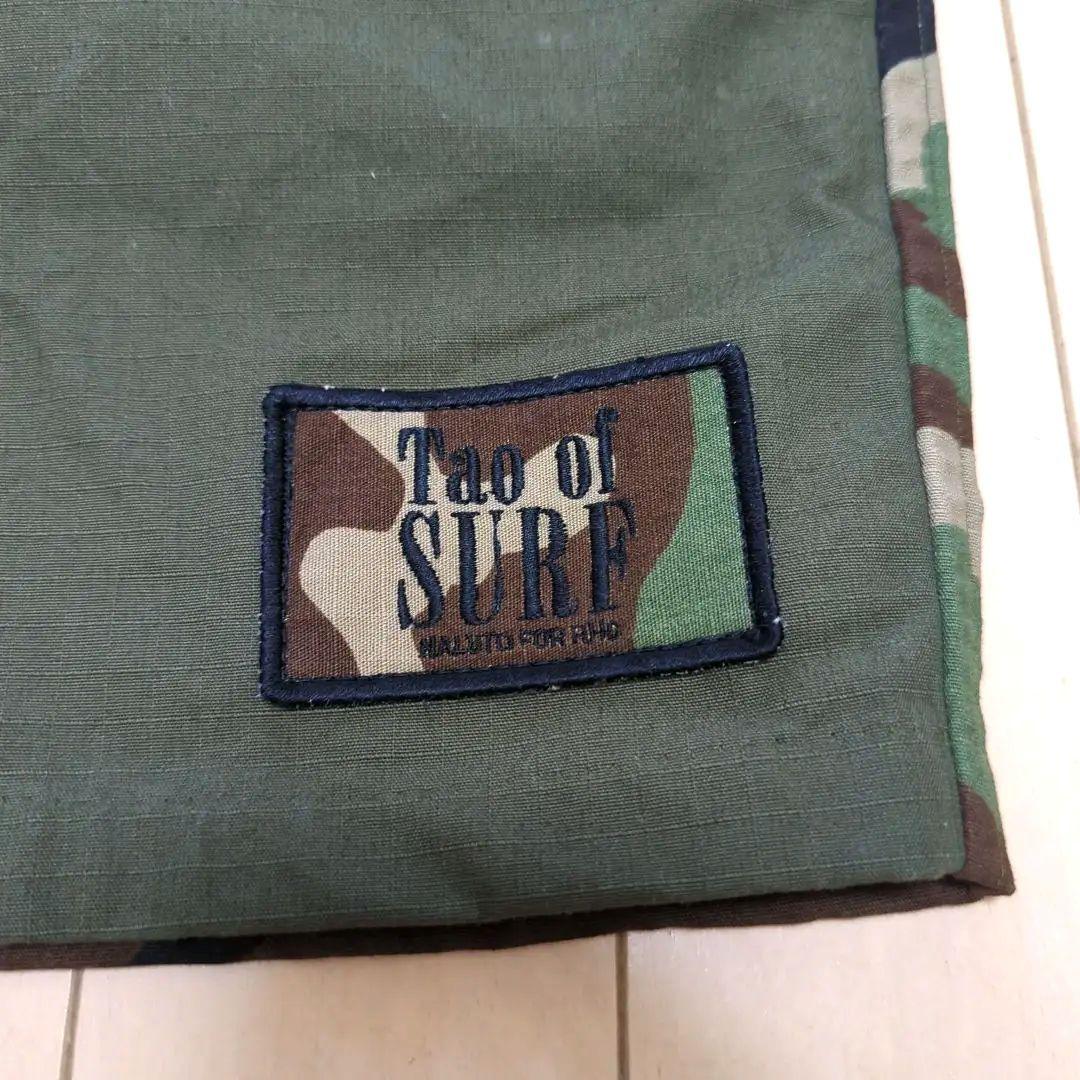 Tao of
SURF
NALUTO FOR RHC